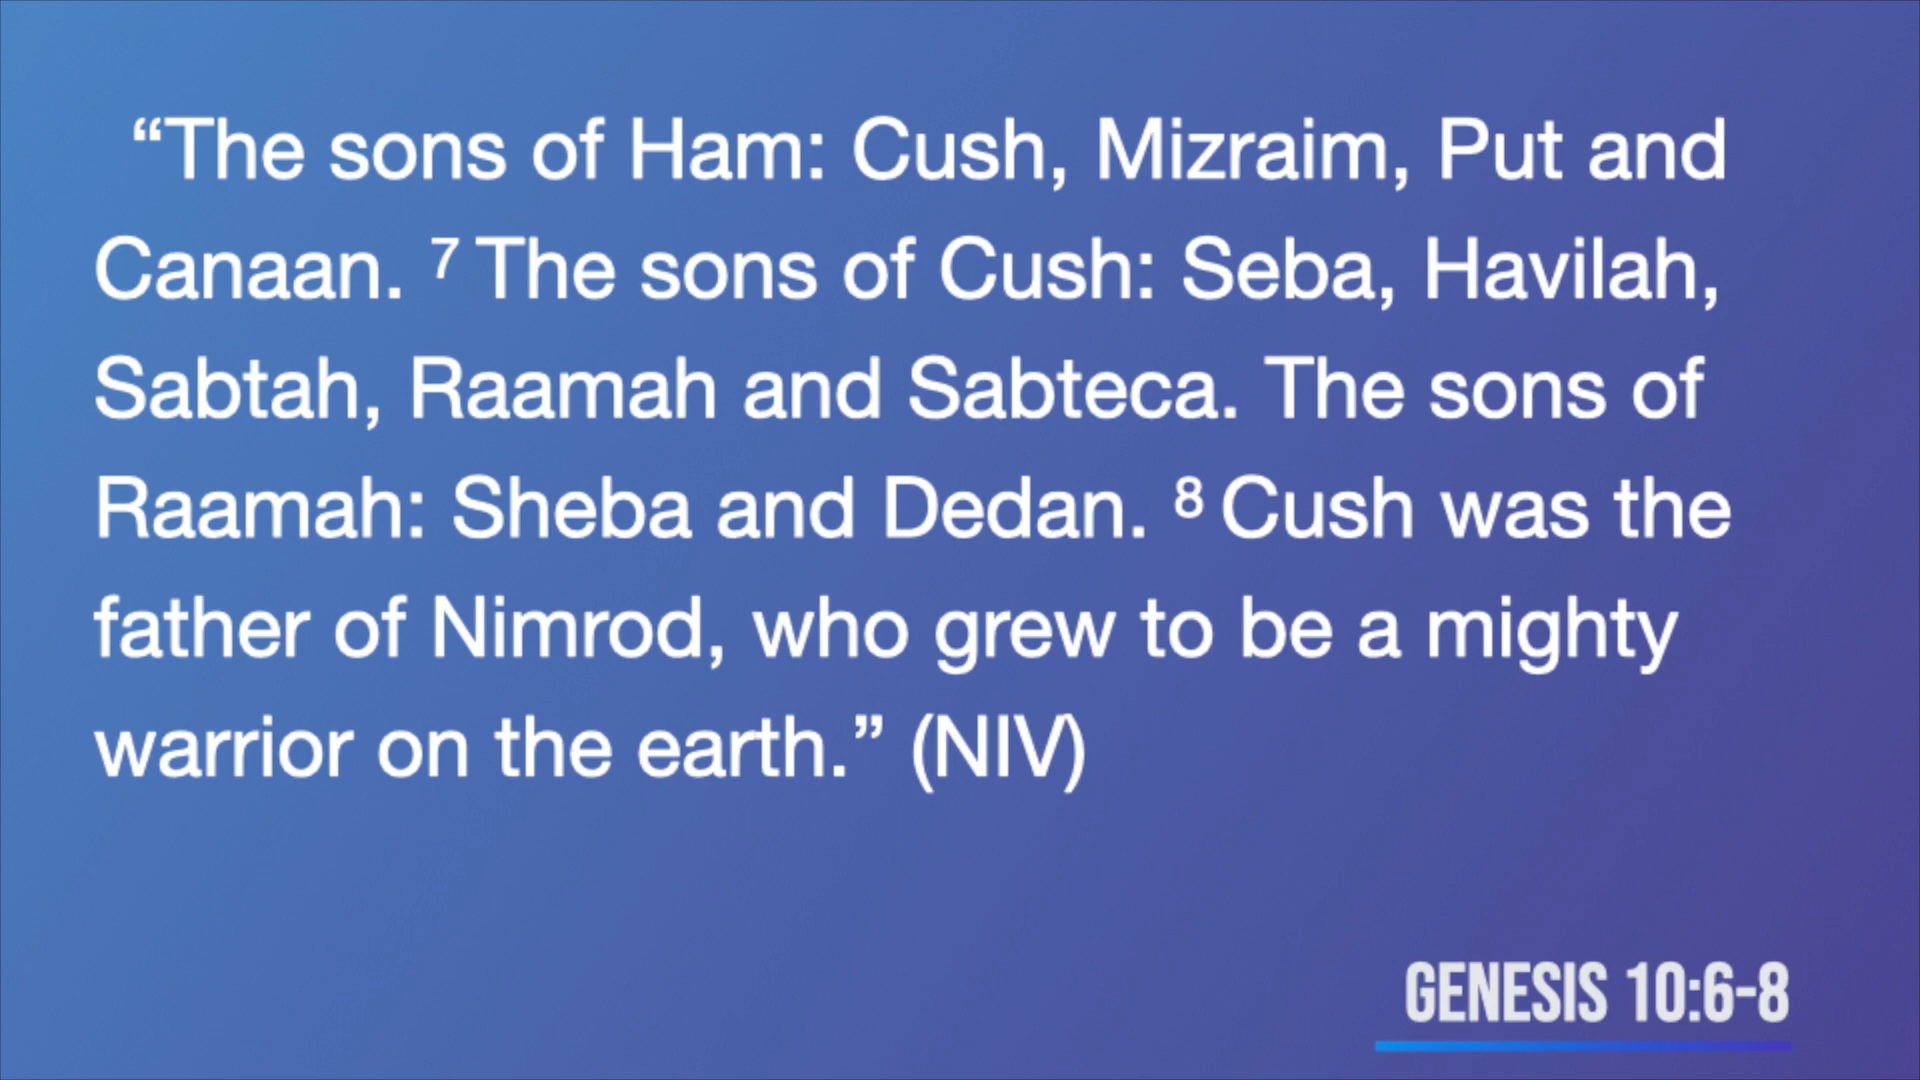 “The sons of Ham: Cush, Mizraim, Put and
Canaan. 7 The sons of Cush: Seba, Havilah,
Sabtah, Raamah and Sabteca. The sons of
Raamah: Sheba and Dedan. 8 Cush was the
father of Nimrod, who grew to be a mighty
warrior on the earth.” (NIV)
GENESIS 10:6-8